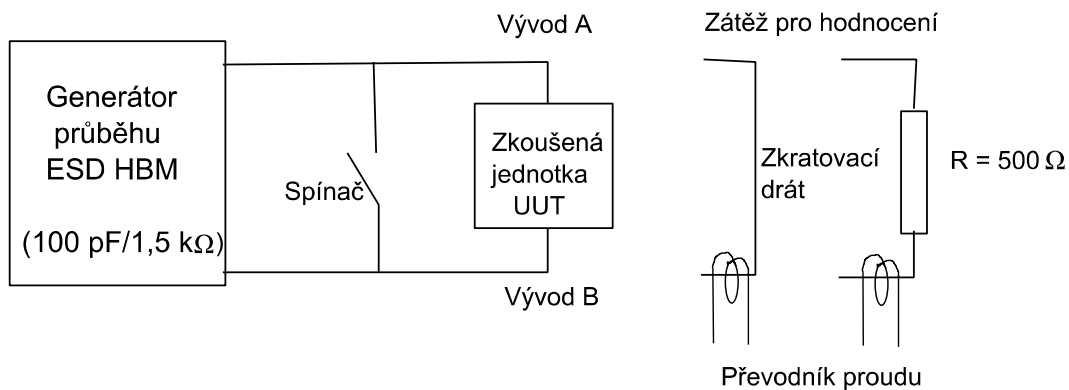 Vývod A
Zátěž pro hodnocení
Generátor
průběhu
ESD HBM
(100 pF/1,5 kΩ)
Spínač
Zkoušená
jednotka
UUT
Vývod B
Zkratovací
drát
R = 500 Ω
Převodník proudu